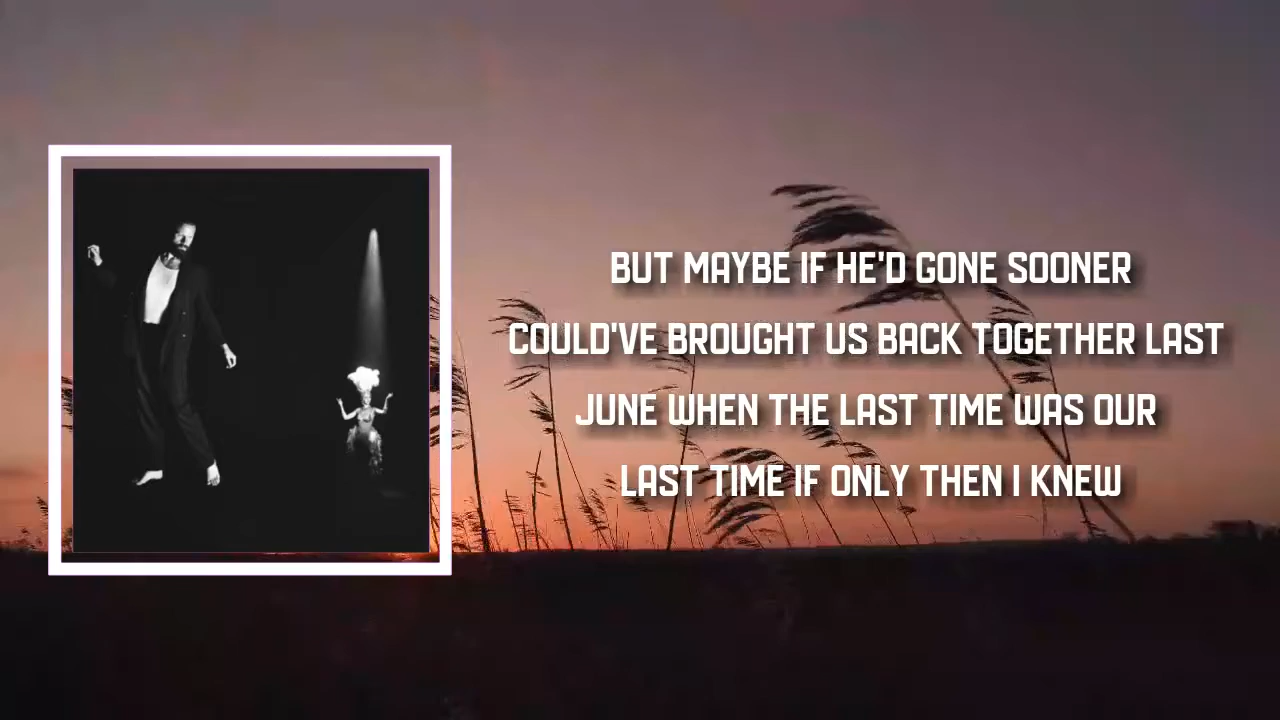 BUT MAYBE IF HE'D GONE SOONER
COULD'VE BROUGHT US BACK TOGETHER LAST
JUNE WHEN THE LAST TIME WAS OUR
LAST TIME IF ONLY THEN I KNEW